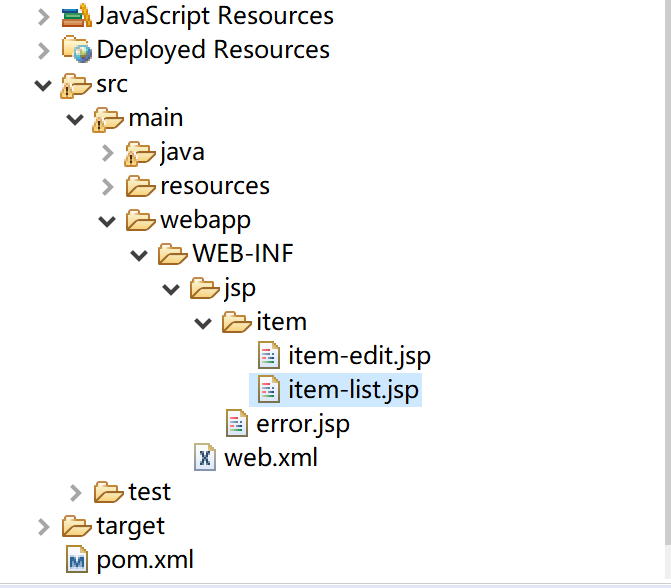 JavaScript Resources
Deployed Resources
src
main
java
resources
webapp
WEB-INF
jsp
item
item-edit.jsp
item-list.jsp
error.jsp
web.xml
test
target
pom.xml